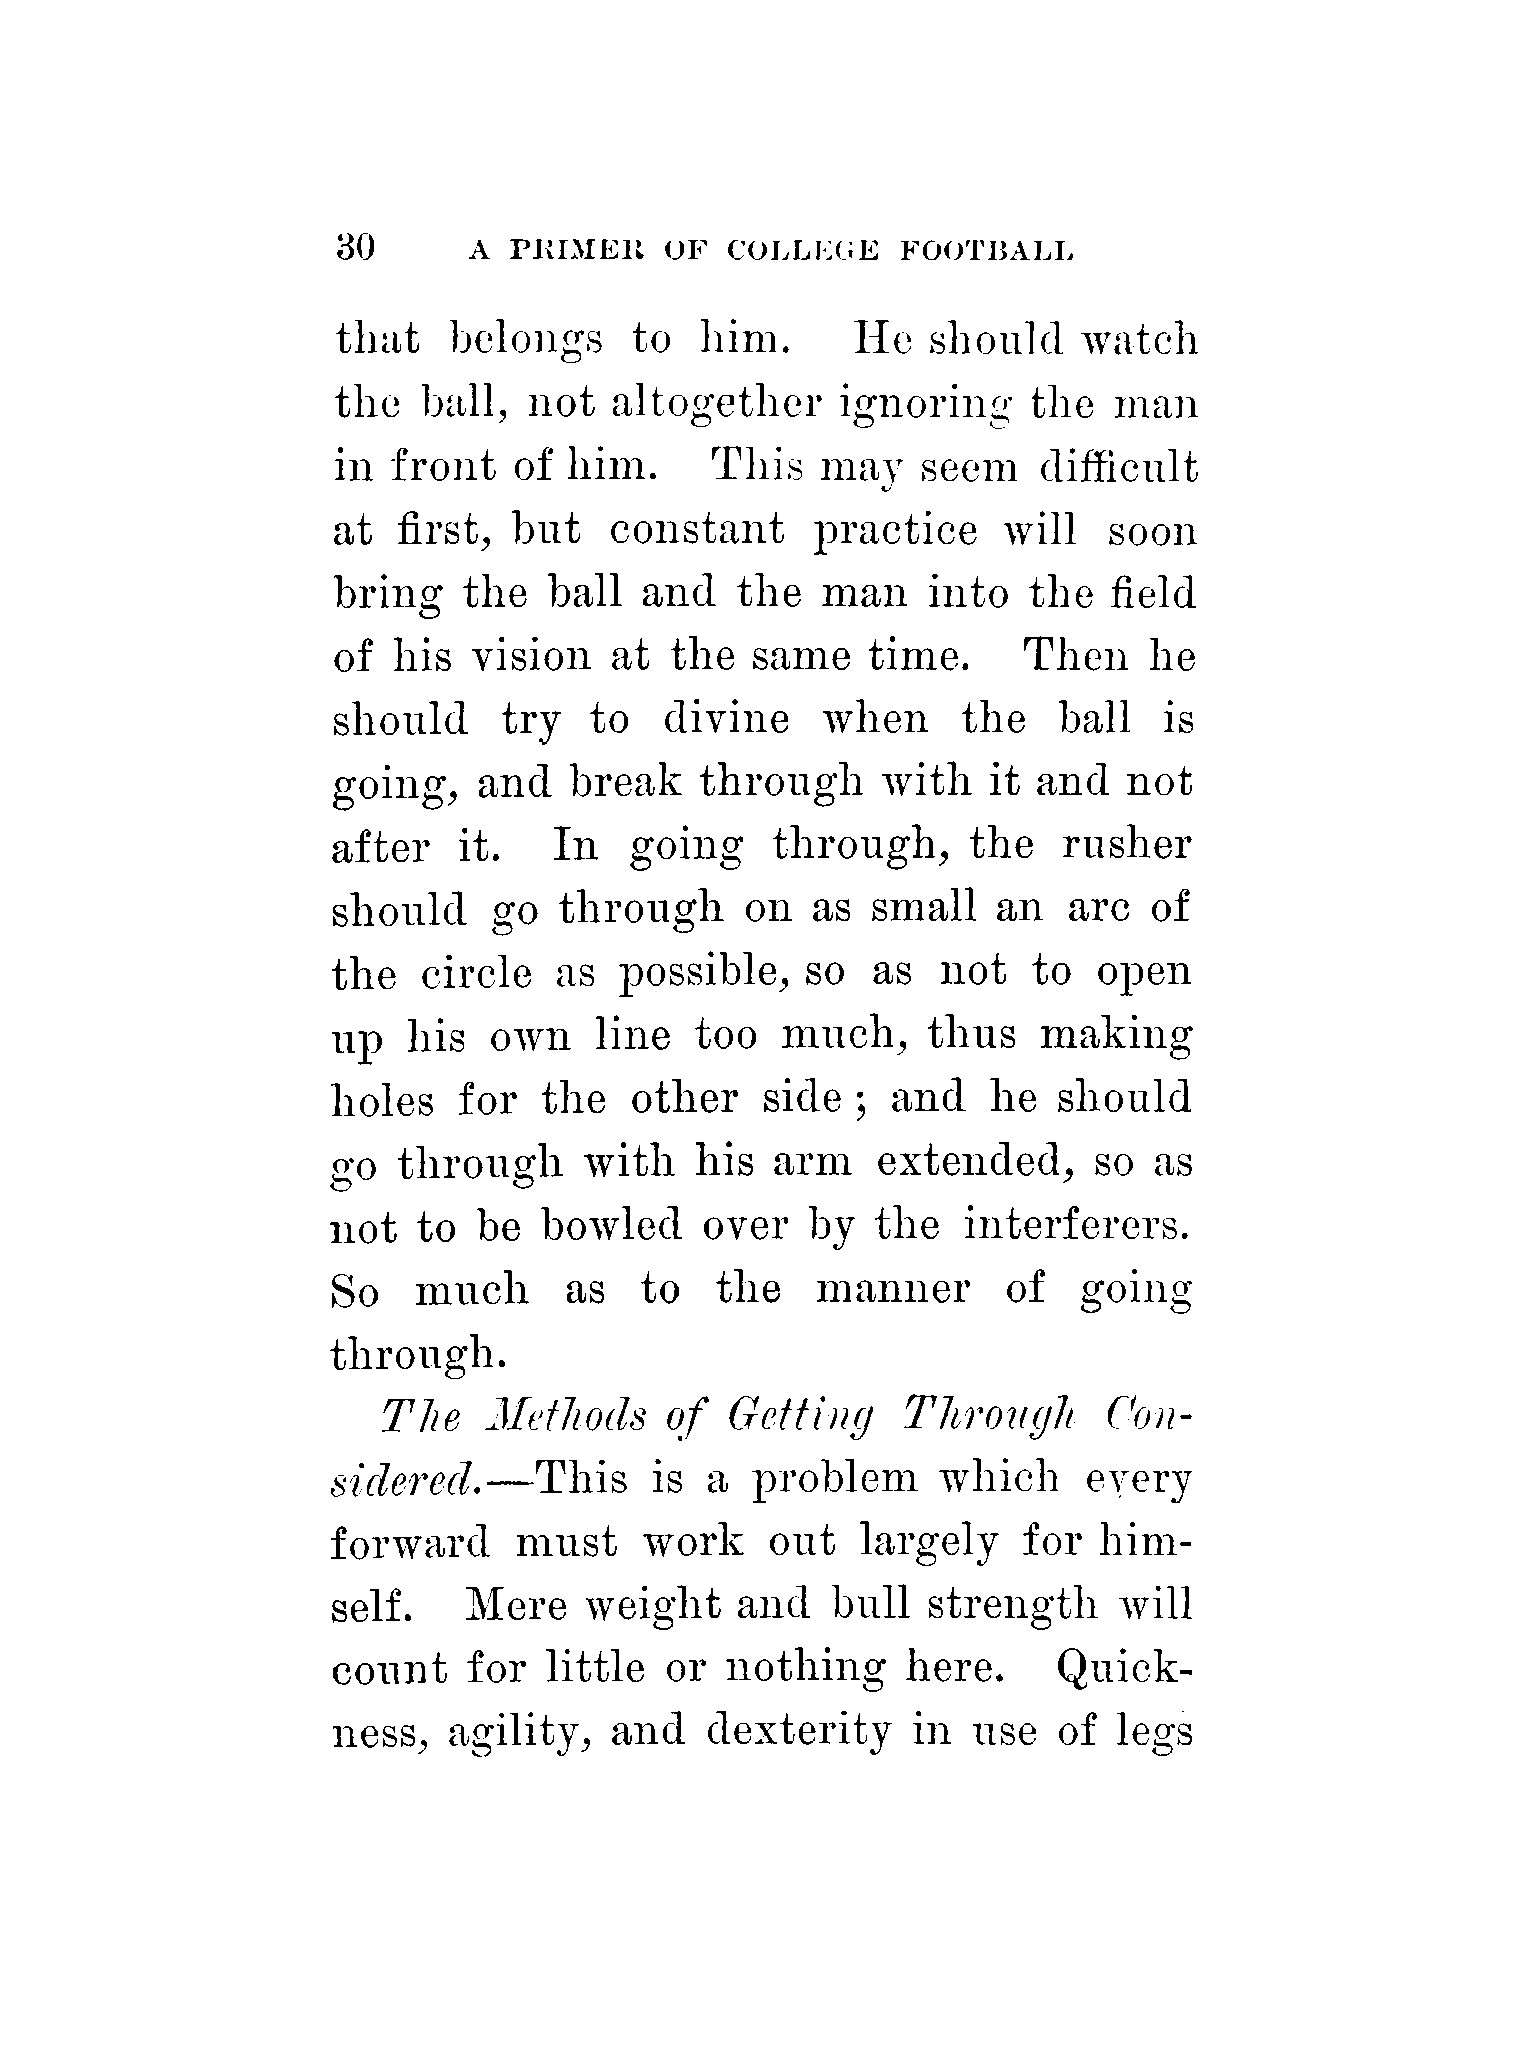 30 A PRIMER OF COLLEGE FOOTBALL
that belongs to him. He should watch
the ball, not altogether ignoring the man
in front of him. This may seem difficult
at first, but constant practice will soon
bring the ball and the man into the field
of his vision at the same time. Then he
should try to divine when the ball is
going, and break through with it and not
after it. In going through, the rusher
should go through on as small an arc of
the circle as possible, so as not to open
up his own line too much, thus making
holes for the other side ; and he should
go through with his arm extended, so as
not to be bowled over by the interferers.
So much as to the manner of going
through.
The Methods of Getting Through Con-
sidered.—This is a problem which every
forward must work out largely for him-
self. Mere weight and bull strength will
count for little or nothing here. Quick-
ness, agility, and dexterity in use of legs